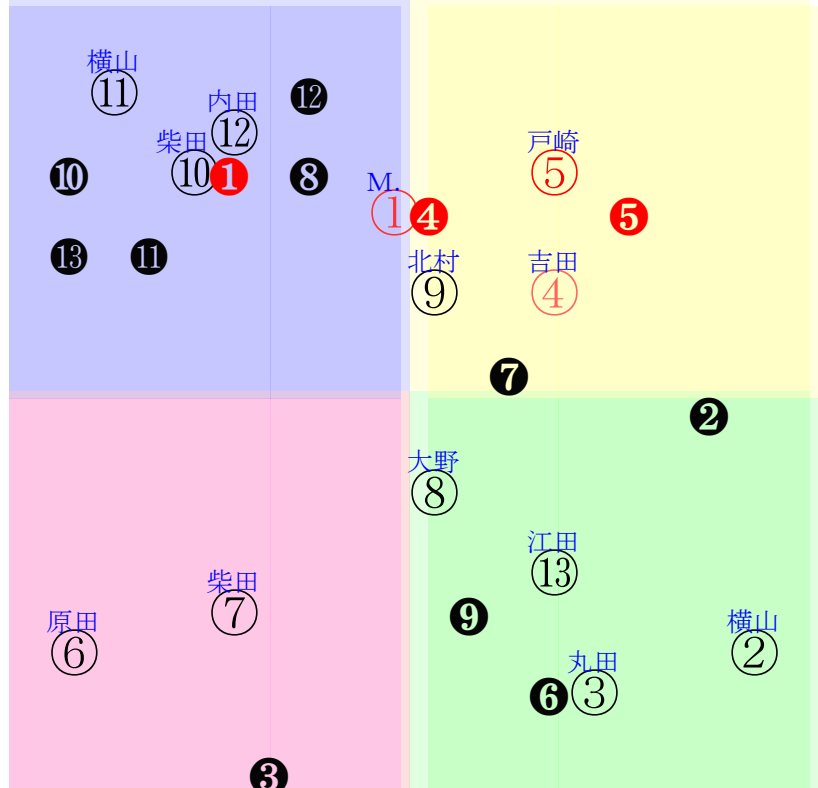 横山
⑪
⓬
内田
⑫
柴田
⑩
❶
❿
❽
戸崎
⑤
M.
①
❹
❺
⓭
⓫
北村
⑨
吉田
④
❼
❷
大野
⑧
江田
⑬
柴田
⑦
❾
原田
⑥
横山
②
丸田
③
❻
❸